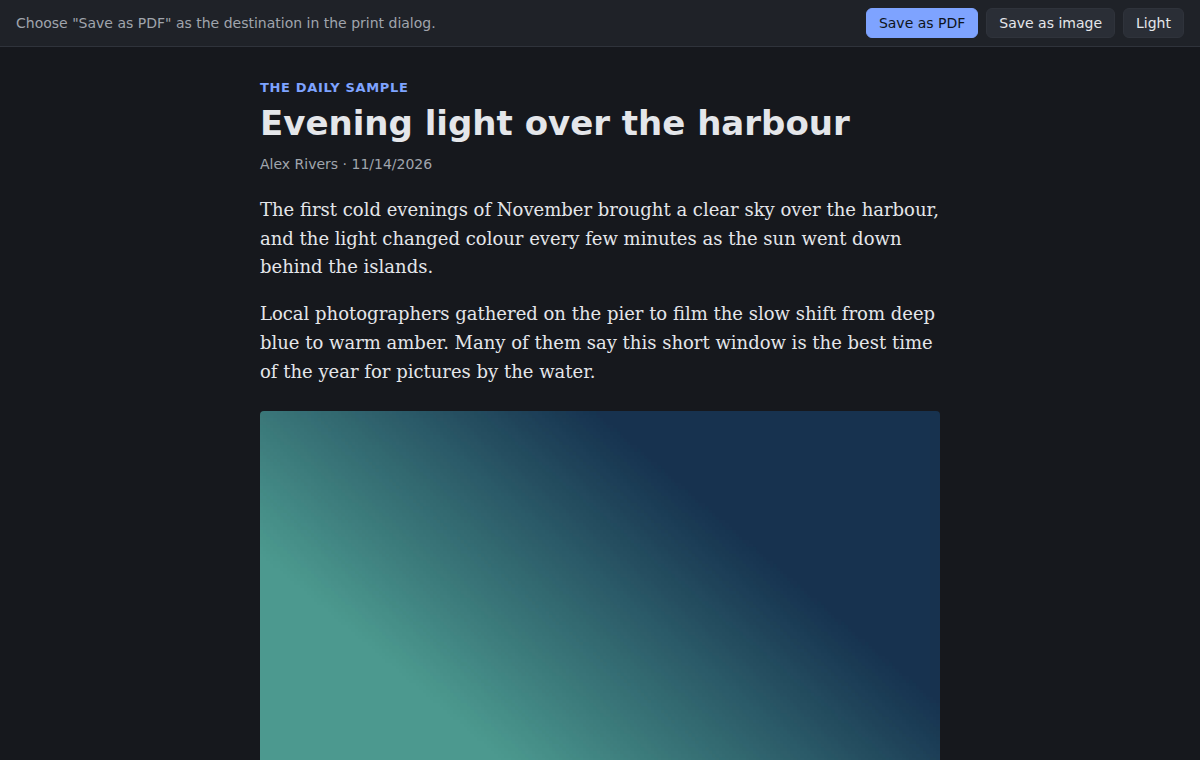 Choose "Save as PDF" as the destination in the print dialog.
Save as PDF
Save as image
Light
THE DAILY SAMPLE
Evening light over the harbour
Alex Rivers · 11/14/2026
The first cold evenings of November brought a clear sky over the harbour,
and the light changed colour every few minutes as the sun went down
behind the islands.
Local photographers gathered on the pier to film the slow shift from deep
blue to warm amber. Many of them say this short window is the best time
of the year for pictures by the water.